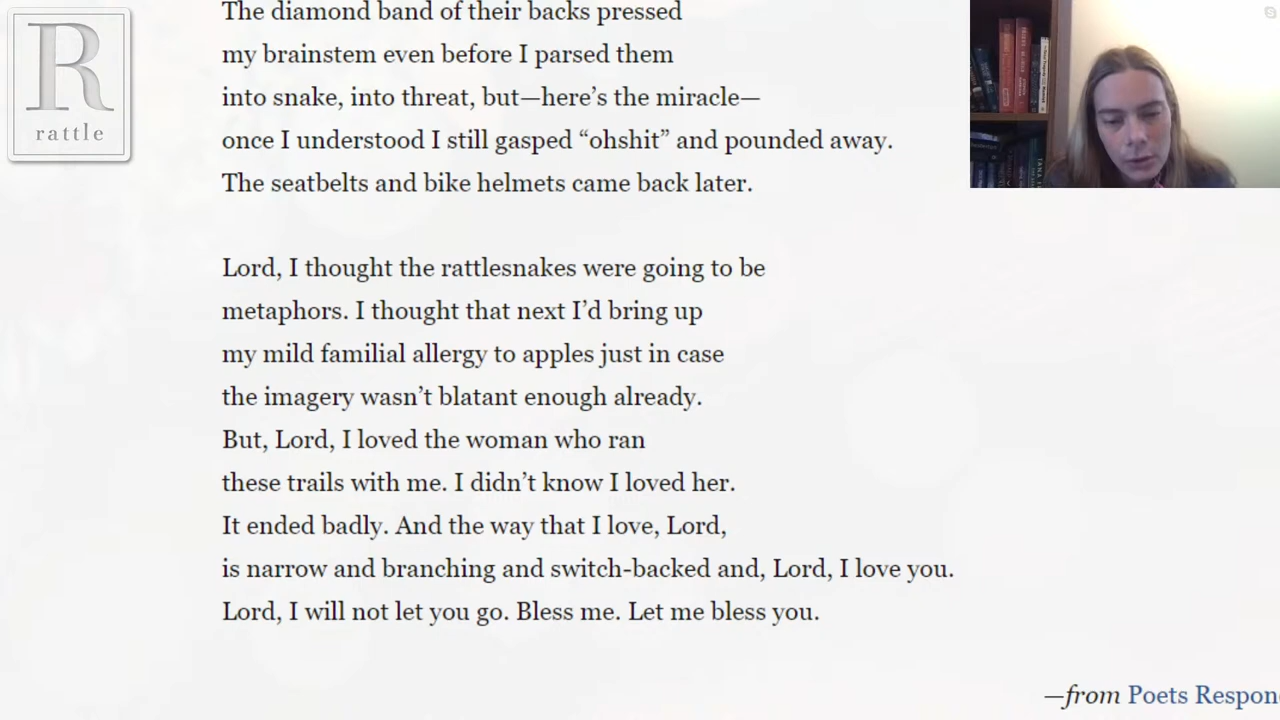 The diamond band of their backs pressed
my brainstem even before I parsed them
into snake, into threat, but—here’s the miracle—
once I understood I still gasped “ohshit” and pounded away.
The seatbelts and bike helmets came back later.
Lord, I thought the rattlesnakes were going to be
metaphors. I thought that next I’d bring up
my mild familial allergy to apples just in case
the imagery wasn’t blatant enough already.
But, Lord, I loved the woman who ran
these trails with me. I didn’t know I loved her.
It ended badly. And the way that I love, Lord,
is narrow and branching and switch-backed and, Lord, I love you.
Lord, I will not let you go. Bless me. Let me bless you.
—from Poets Respon
R
rattle